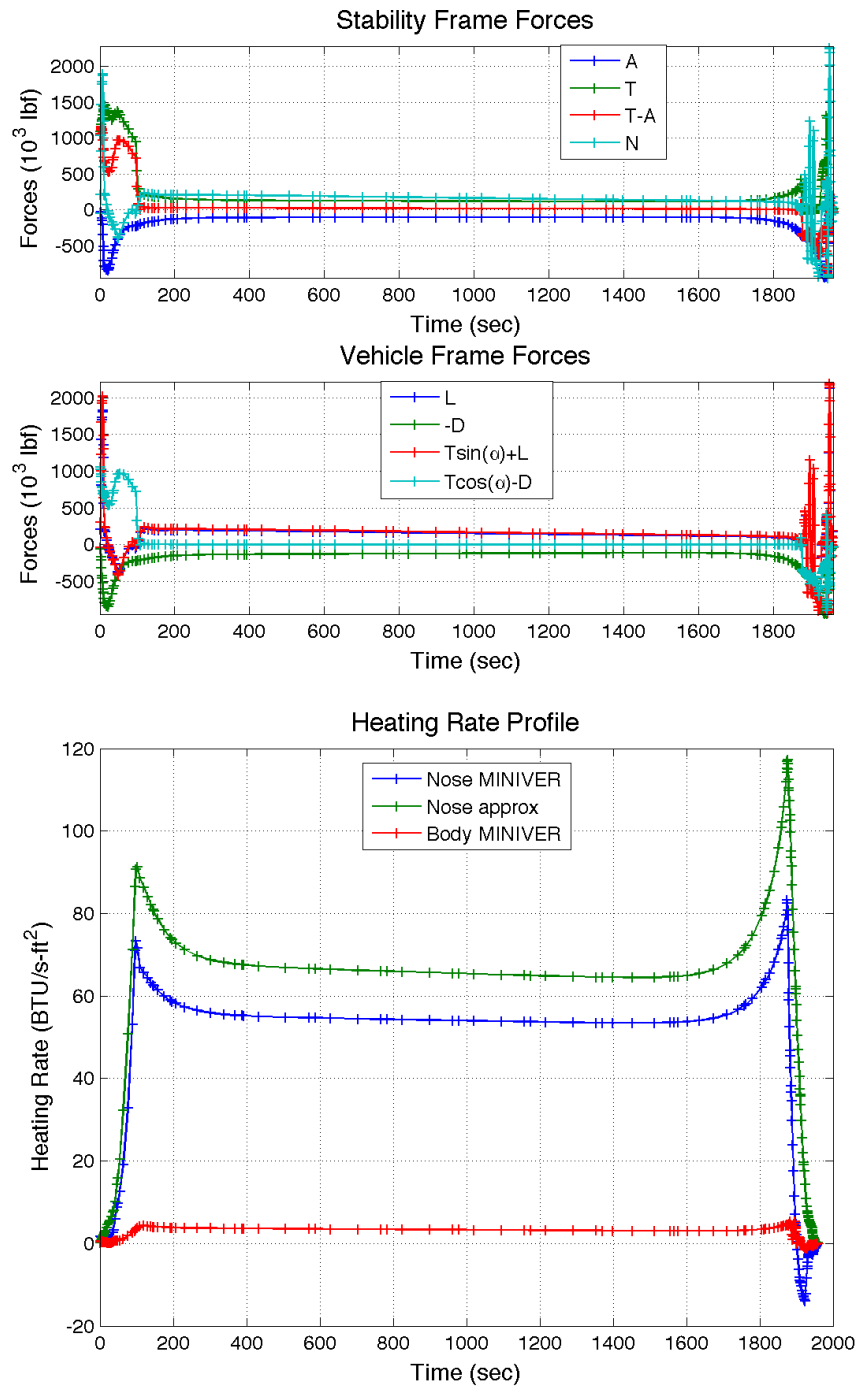 Stability Frame Forces
Forces (10³ lbf)
2000
1500
1000
500
0
-500
A
T
T-A
N
0 200 400 600 800 1000 1200 1400 1600 1800
Time (sec)
Vehicle Frame Forces
Forces (10³ lbf)
2000
1500
1000
500
0
-500
L
-D
Tsin(α)+L
Tcos(α)-D
0 200 400 600 800 1000 1200 1400 1600 1800
Time (sec)
Heating Rate Profile
Heating Rate (BTU/s-ft²)
120
100
80
60
40
20
0
-20
Nose MINIVER
Nose approx
Body MINIVER
0 200 400 600 800 1000 1200 1400 1600 1800 2000
Time (sec)